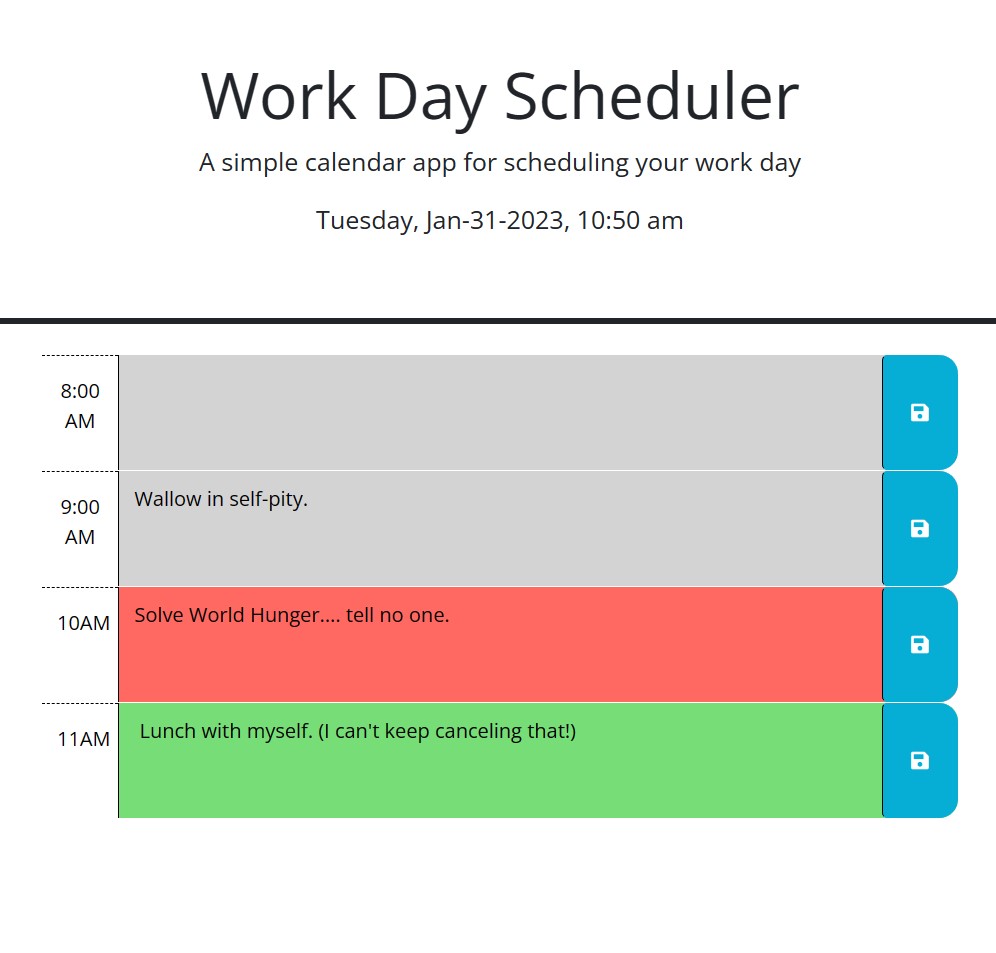 Work Day Scheduler
A simple calendar app for scheduling your work day
Tuesday, Jan-31-2023, 10:50 am
8:00
AM
9:00
AM
Wallow in self-pity.
10AM
Solve World Hunger.... tell no one.
11AM
Lunch with myself. (I can't keep canceling that!)